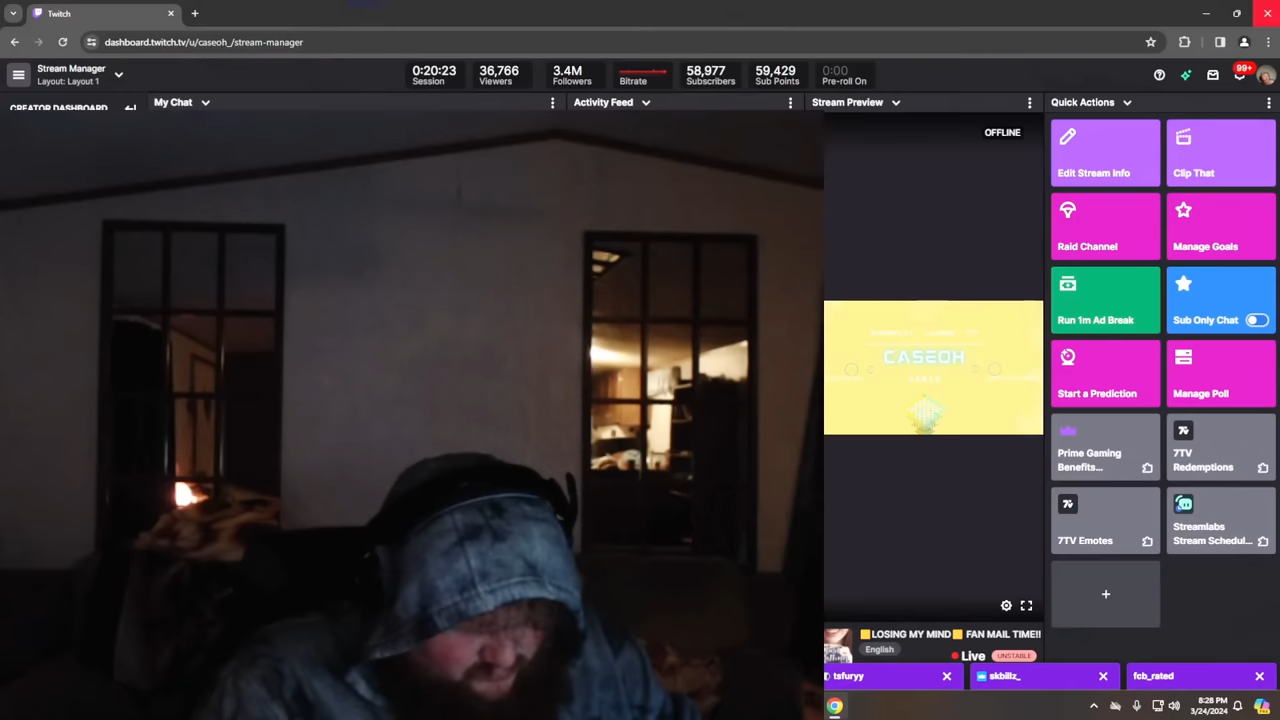 Twitch
dashboard.twitch.tv/u/caseoh_/stream-manager
Stream Manager
Layout: Layout 1
0:20:23
Session
36,766
Viewers
3.4M
Followers
Bitrate
58,977
Subscribers
59,429
Sub Points
0:00
Pre-roll On
99+
CREATOR DASHBOARD
My Chat
Activity Feed
Stream Preview
Quick Actions
OFFLINE
Edit Stream Info
Clip That
Raid Channel
Manage Goals
Run 1m Ad Break
Sub Only Chat
Start a Prediction
Manage Poll
Prime Gaming
Benefits...
7TV
Redemptions
7TV Emotes
Streamlabs
Stream Schedul...
CASEOH
LOSING MY MIND FAN MAIL TIME!!
English
Live
UNSTABLE
tsfuryy
skbillz_
fcb_rated
8:28 PM
3/24/2024